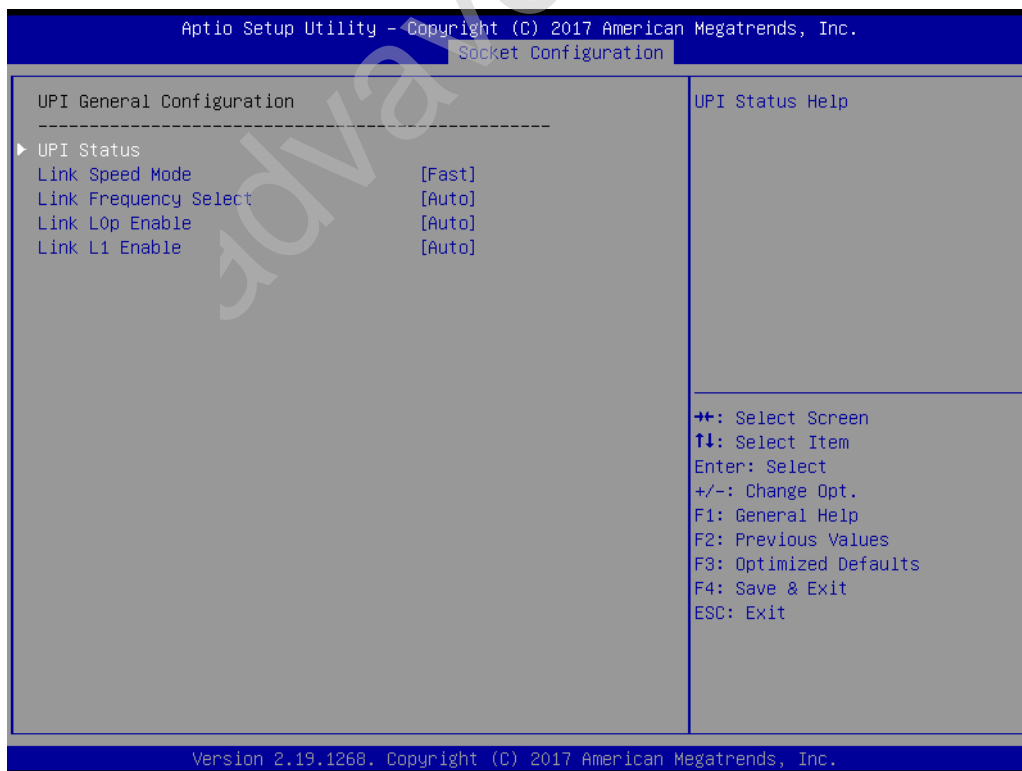 Aptio Setup Utility – Copyright (C) 2017 American Megatrends, Inc.
Socket Configuration
UPI General Configuration
--------------------------------------------------
UPI Status
Link Speed Mode [Fast]
Link Frequency Select [Auto]
Link L0p Enable [Auto]
Link L1 Enable [Auto]
UPI Status Help
→←: Select Screen
↑↓: Select Item
Enter: Select
+/-: Change Opt.
F1: General Help
F2: Previous Values
F3: Optimized Defaults
F4: Save & Exit
ESC: Exit
Version 2.19.1268. Copyright (C) 2017 American Megatrends, Inc.